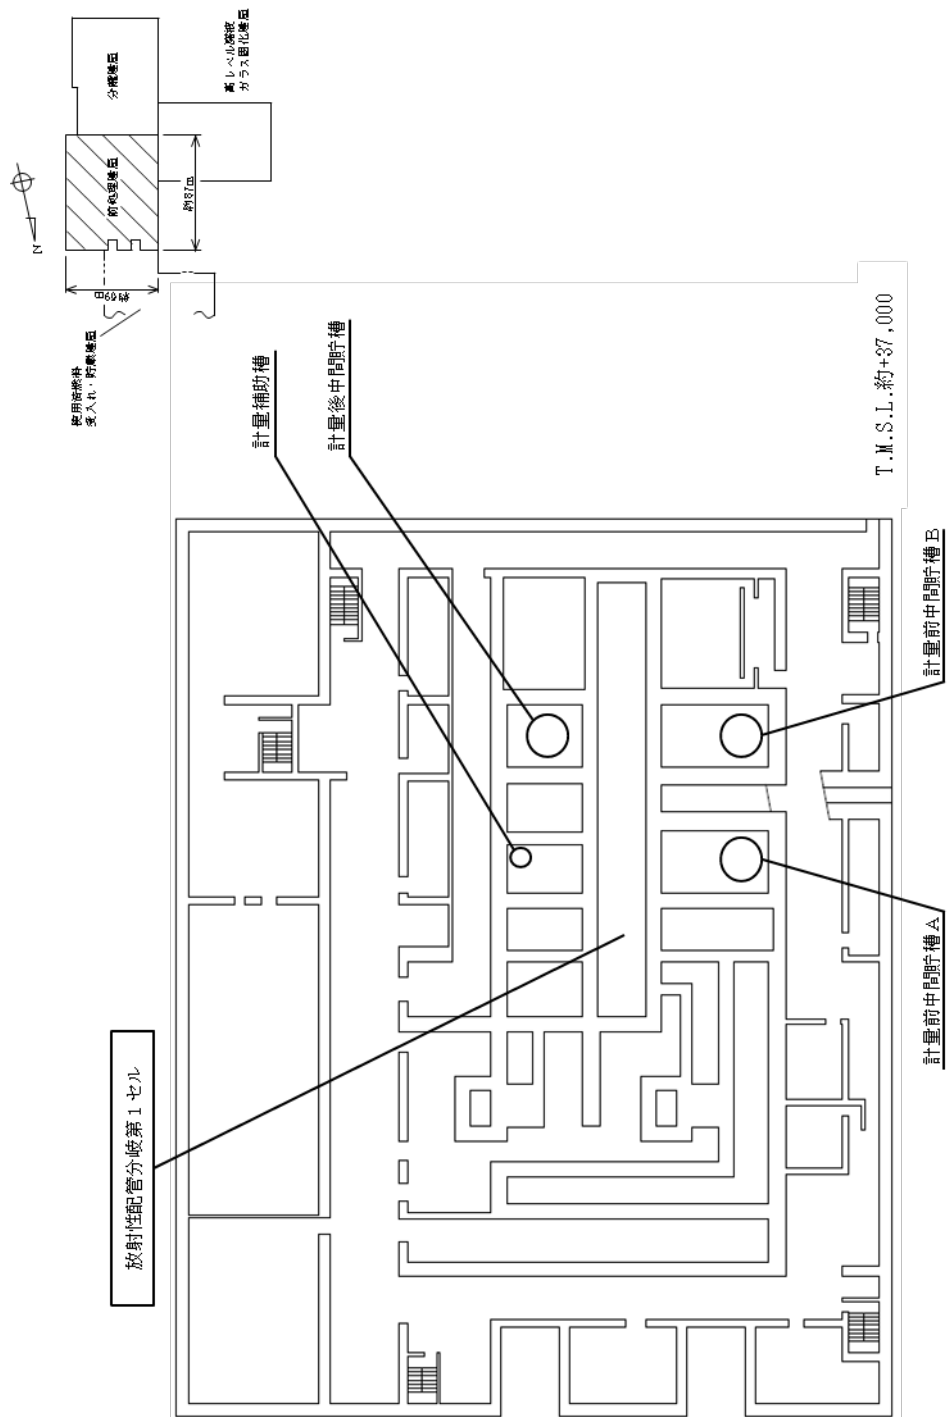 分離建屋
高レベル廃液
ガラス固化建屋
前処理建屋
約87m
約69m
N
使用済燃料
受入れ・貯蔵建屋
計量補助槽
計量後中間貯槽
T.M.S.L.約+37,000
計量前中間貯槽B
計量前中間貯槽A
放射性配管分岐第1セル